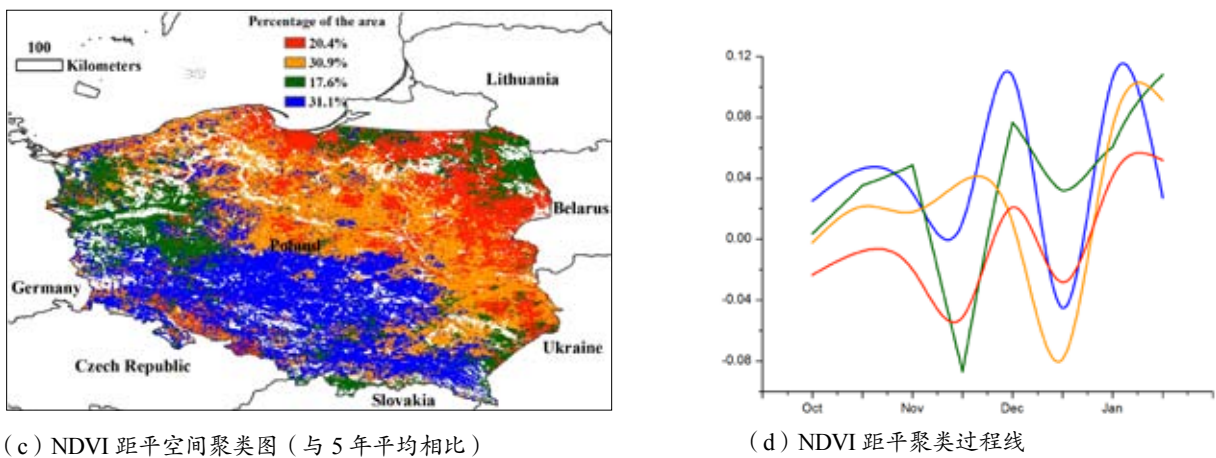 Percentage of the area
20.4%
30.9%
17.6%
31.1%
100
Kilometers
Lithuania
Belarus
Poland
Germany
Ukraine
Czech Republic
Slovakia
(c)NDVI 距平空间聚类图(与 5 年平均相比)
0.12
0.08
0.04
0.00
-0.04
-0.08
Oct
Nov
Dec
Jan
(d)NDVI 距平聚类过程线